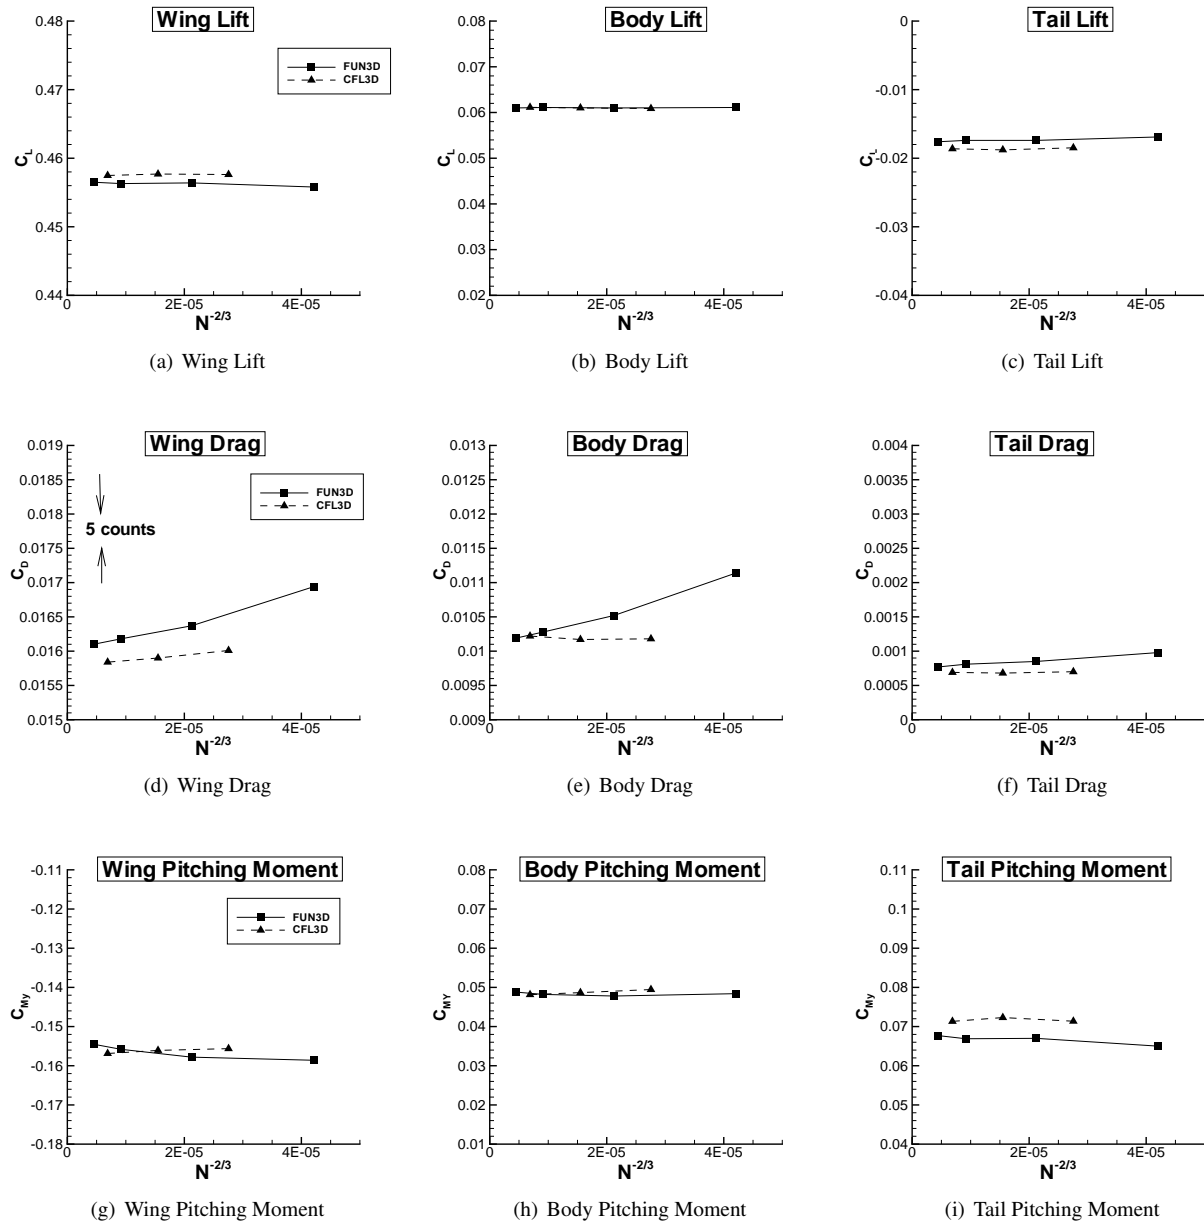 Wing Lift
0.48
0.47
0.46
0.45
0.44
C_L
FUN3D
CFL3D
0
2E-05
4E-05
N^-2/3
(a) Wing Lift
Body Lift
0.08
0.07
0.06
0.05
0.04
0.03
0.02
C_L
0
2E-05
4E-05
N^-2/3
(b) Body Lift
Tail Lift
0
-0.01
-0.02
-0.03
-0.04
C_L
0
2E-05
4E-05
N^-2/3
(c) Tail Lift
Wing Drag
0.019
0.0185
0.018
0.0175
0.017
0.0165
0.016
0.0155
0.015
C_D
5 counts
FUN3D
CFL3D
0
2E-05
4E-05
N^-2/3
(d) Wing Drag
Body Drag
0.013
0.0125
0.012
0.0115
0.011
0.0105
0.01
0.0095
0.009
C_D
0
2E-05
4E-05
N^-2/3
(e) Body Drag
Tail Drag
0.004
0.0035
0.003
0.0025
0.002
0.0015
0.001
0.0005
0
C_D
0
2E-05
4E-05
N^-2/3
(f) Tail Drag
Wing Pitching Moment
-0.11
-0.12
-0.13
-0.14
-0.15
-0.16
-0.17
-0.18
C_My
FUN3D
CFL3D
0
2E-05
4E-05
N^-2/3
(g) Wing Pitching Moment
Body Pitching Moment
0.08
0.07
0.06
0.05
0.04
0.03
0.02
0.01
C_MY
0
2E-05
4E-05
N^-2/3
(h) Body Pitching Moment
Tail Pitching Moment
0.11
0.1
0.09
0.08
0.07
0.06
0.05
0.04
C_My
0
2E-05
4E-05
N^-2/3
(i) Tail Pitching Moment